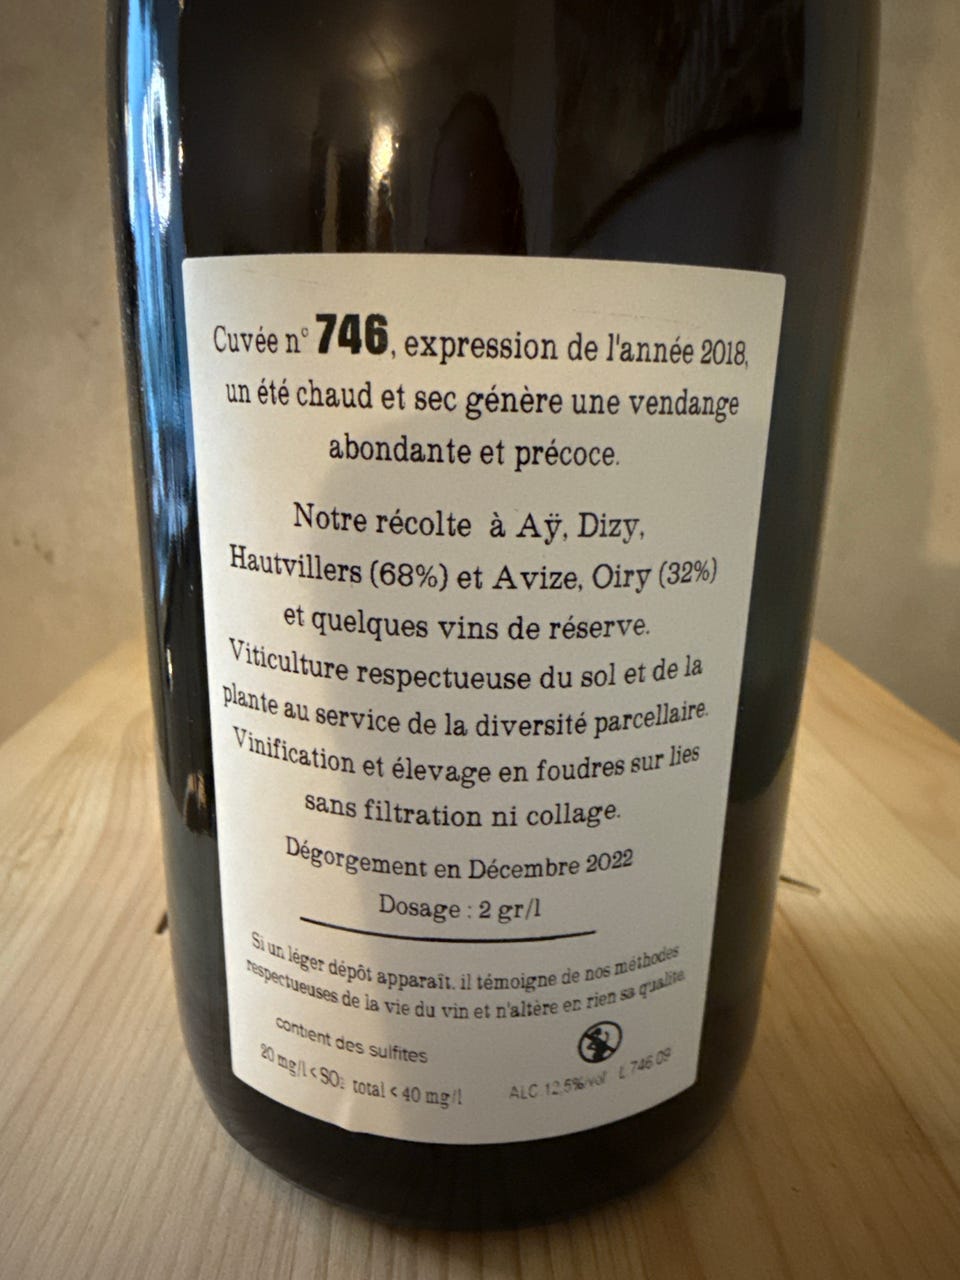 Cuvée n° 746, expression de l'année 2018,
un été chaud et sec génère une vendange
abondante et précoce.
Notre récolte à Aÿ, Dizy,
Hautvillers (68%) et Avize, Oiry (32%)
et quelques vins de réserve.
Viticulture respectueuse du sol et de la
plante au service de la diversité parcellaire.
Vinification et élevage en foudres sur lies
sans filtration ni collage.
Dégorgement en Décembre 2022
Dosage : 2 gr/l
Si un léger dépôt apparaît, il témoigne de nos méthodes
respectueuses de la vie du vin et n'altère en rien sa qualité.
contient des sulfites
20 mg/l < SO₂ total < 40 mg/l
ALC. 12,5%/vol L 746 09